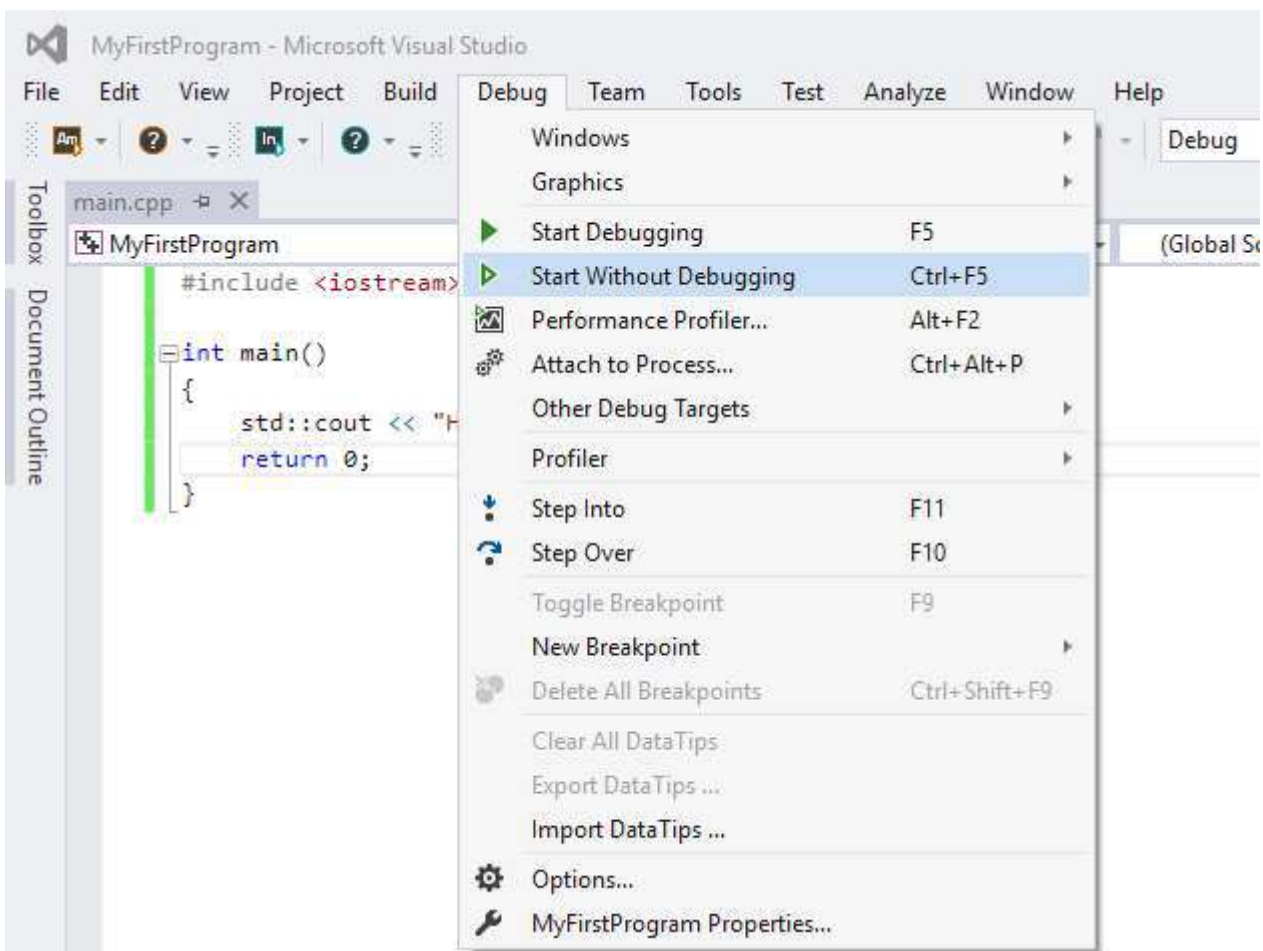 MyFirstProgram - Microsoft Visual Studio
File Edit View Project Build Debug Team Tools Test Analyze Window Help
Am ? In ? Debug
Toolbox
Document Outline
main.cpp
MyFirstProgram
(Global
#include <iostream>
int main()
{
std::cout << "H
return 0;
}
Windows
Graphics
Start Debugging F5
Start Without Debugging Ctrl+F5
Performance Profiler... Alt+F2
Attach to Process... Ctrl+Alt+P
Other Debug Targets
Profiler
Step Into F11
Step Over F10
Toggle Breakpoint F9
New Breakpoint
Delete All Breakpoints Ctrl+Shift+F9
Clear All DataTips
Export DataTips ...
Import DataTips ...
Options...
MyFirstProgram Properties...